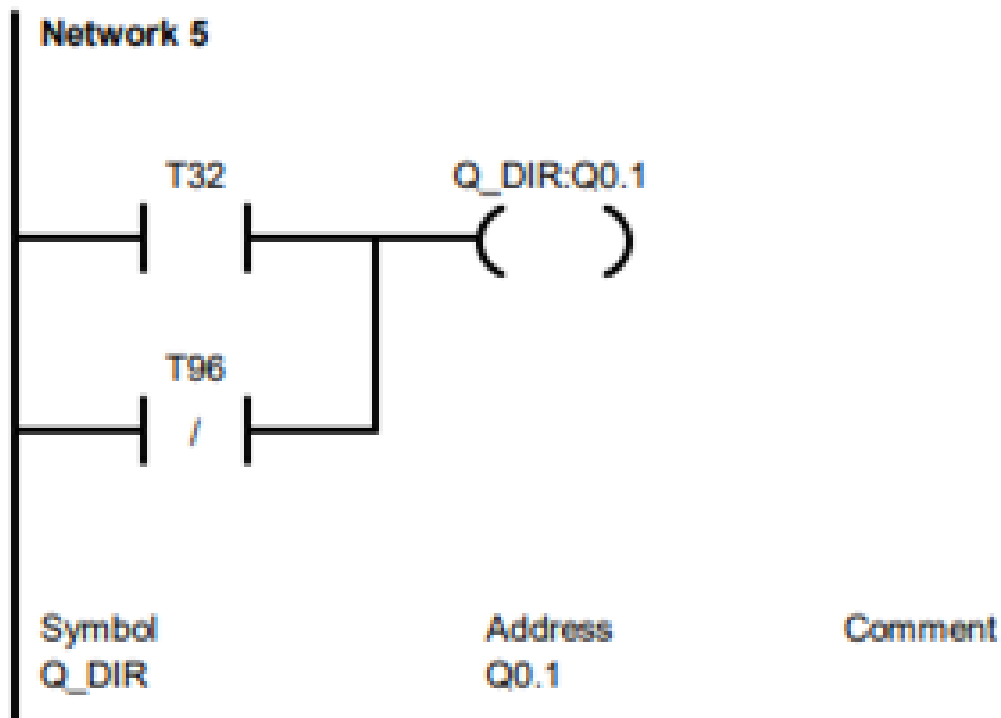 Network 5
T32 Q_DIR:Q0.1
T96
/
Symbol Address Comment
Q_DIR Q0.1